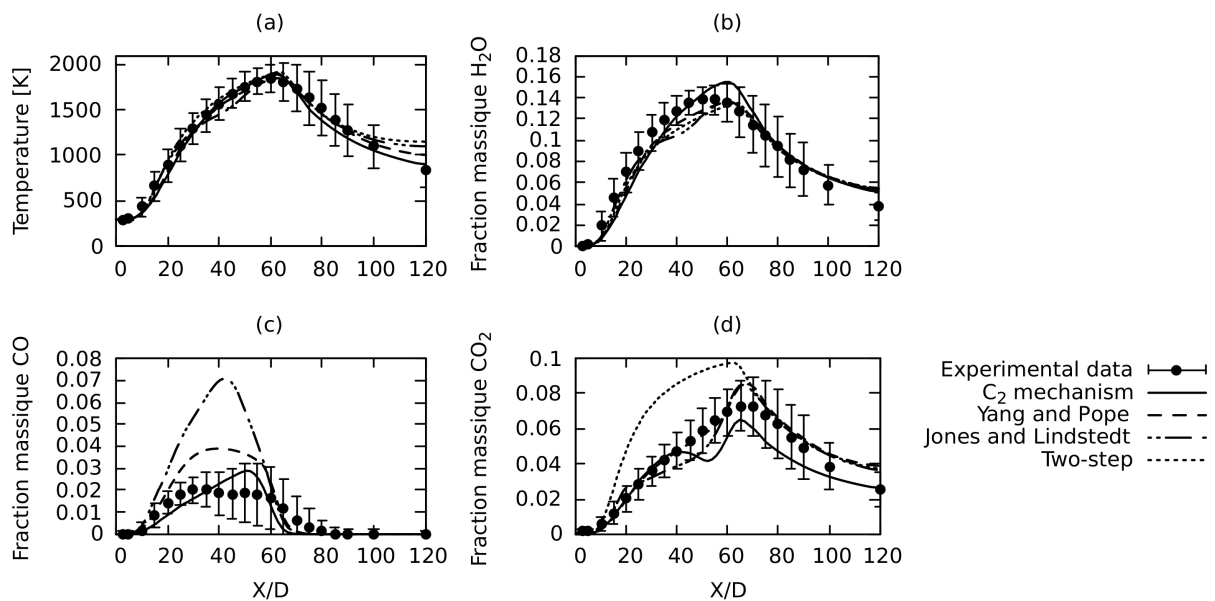 (a)
Temperature [K]
2000
1500
1000
500
0
0 20 40 60 80 100 120
(b)
Fraction massique H2O
0.18
0.16
0.14
0.12
0.1
0.08
0.06
0.04
0.02
0
0 20 40 60 80 100 120
(c)
Fraction massique CO
0.08
0.07
0.06
0.05
0.04
0.03
0.02
0.01
0
0 20 40 60 80 100 120
X/D
(d)
Fraction massique CO2
0.1
0.08
0.06
0.04
0.02
0
0 20 40 60 80 100 120
X/D
Experimental data
C2 mechanism
Yang and Pope
Jones and Lindstedt
Two-step